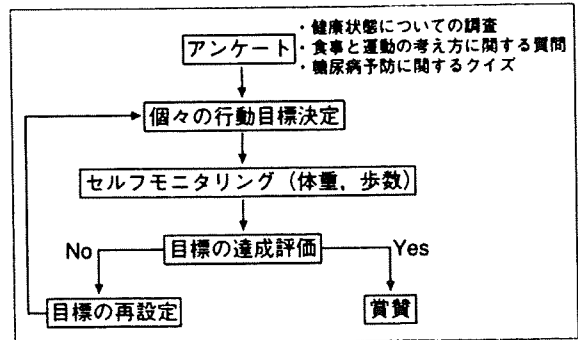 アンケート
・健康状態についての調査
・食事と運動の考え方に関する質問
・糖尿病予防に関するクイズ
個々の行動目標決定
セルフモニタリング（体重，歩数）
目標の達成評価
No
Yes
目標の再設定
賞賛